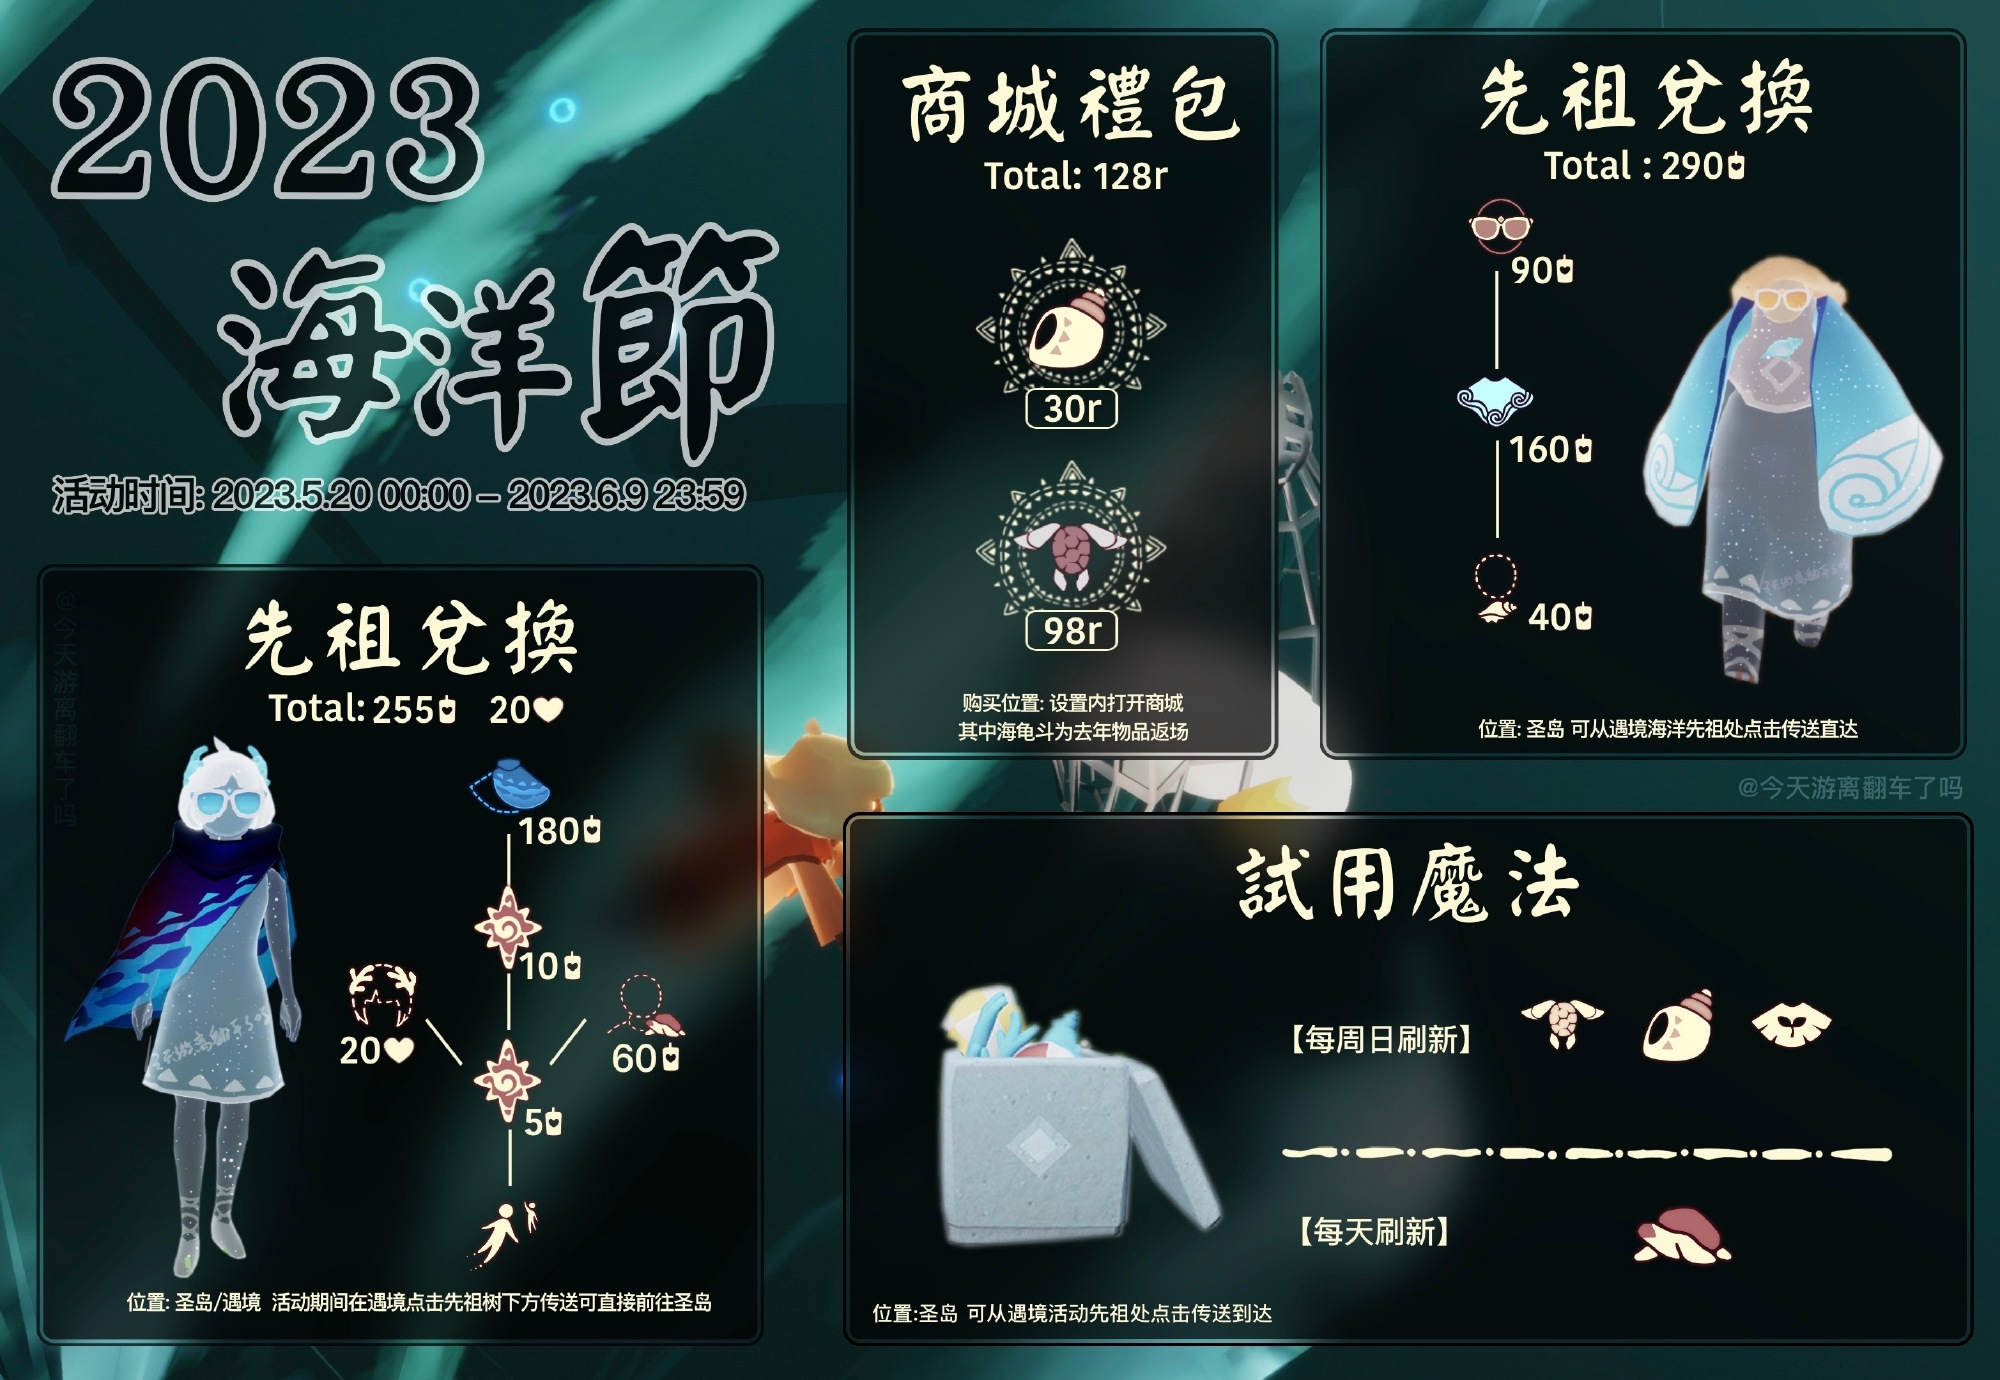 2023
海洋節
活动时间: 2023.5.20 00:00 – 2023.6.9 23:59
先祖兌換
Total: 255 20
180
10
20
60
5
位置: 圣岛/遇境 活动期间在遇境点击先祖树下方传送可直接前往圣岛
@今天游离翻车了吗
商城禮包
Total: 128r
30r
98r
购买位置: 设置内打开商城
其中海龟斗为去年物品返场
先祖兌換
Total : 290
90
160
40
位置: 圣岛 可从遇境海洋先祖处点击传送直达
@今天游离翻车了吗
試用魔法
【每周日刷新】
【每天刷新】
位置:圣岛 可从遇境活动先祖处点击传送到达